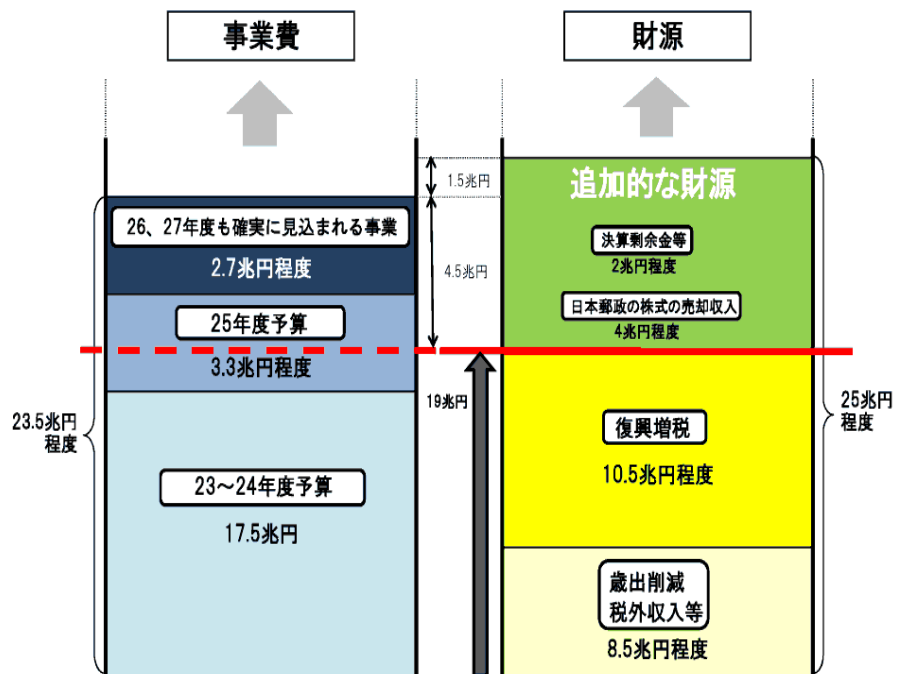 事業費
財源
1.5兆円
追加的な財源
26、27年度も確実に見込まれる事業
2.7兆円程度
4.5兆円
決算剰余金等
2兆円程度
25年度予算
日本郵政の株式の売却収入
4兆円程度
3.3兆円程度
19兆円
23.5兆円
程度
25兆円
程度
復興増税
10.5兆円程度
23～24年度予算
17.5兆円
歳出削減
税外収入等
8.5兆円程度